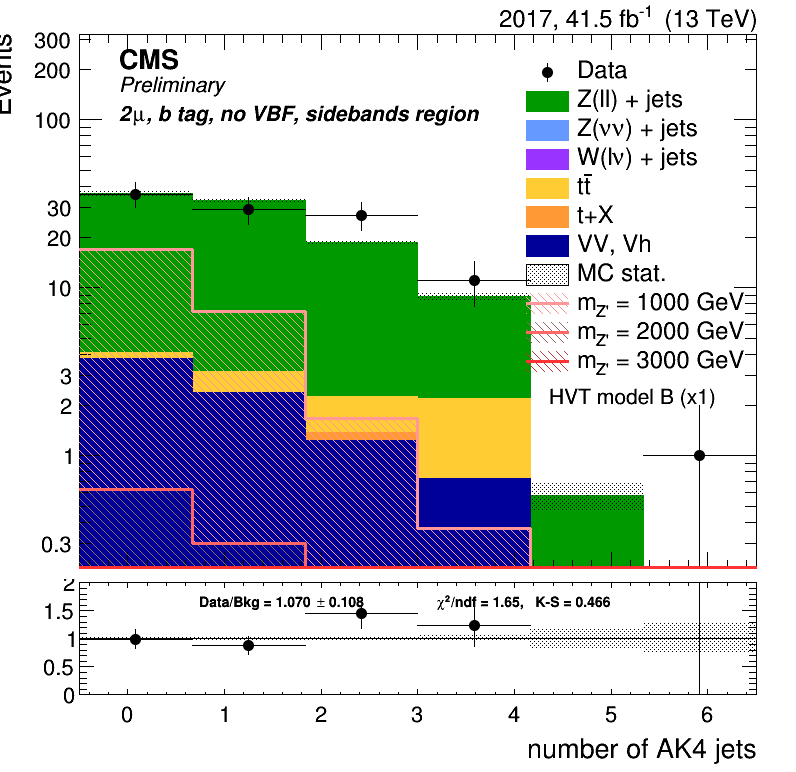 2017, 41.5 fb⁻¹ (13 TeV)
Events
CMS
Preliminary
2μ, b tag, no VBF, sidebands region
Data
Z(ll) + jets
Z(νν) + jets
W(lν) + jets
tt̄
t+X
VV, Vh
MC stat.
m_Z' = 1000 GeV
m_Z' = 2000 GeV
m_Z' = 3000 GeV
HVT model B (x1)
300
200
100
30
20
10
3
2
1
0.3
Data/Bkg = 1.070 ± 0.108
χ²/ndf = 1.65, K-S = 0.466
2
1.5
1
0.5
0
0 1 2 3 4 5 6
number of AK4 jets